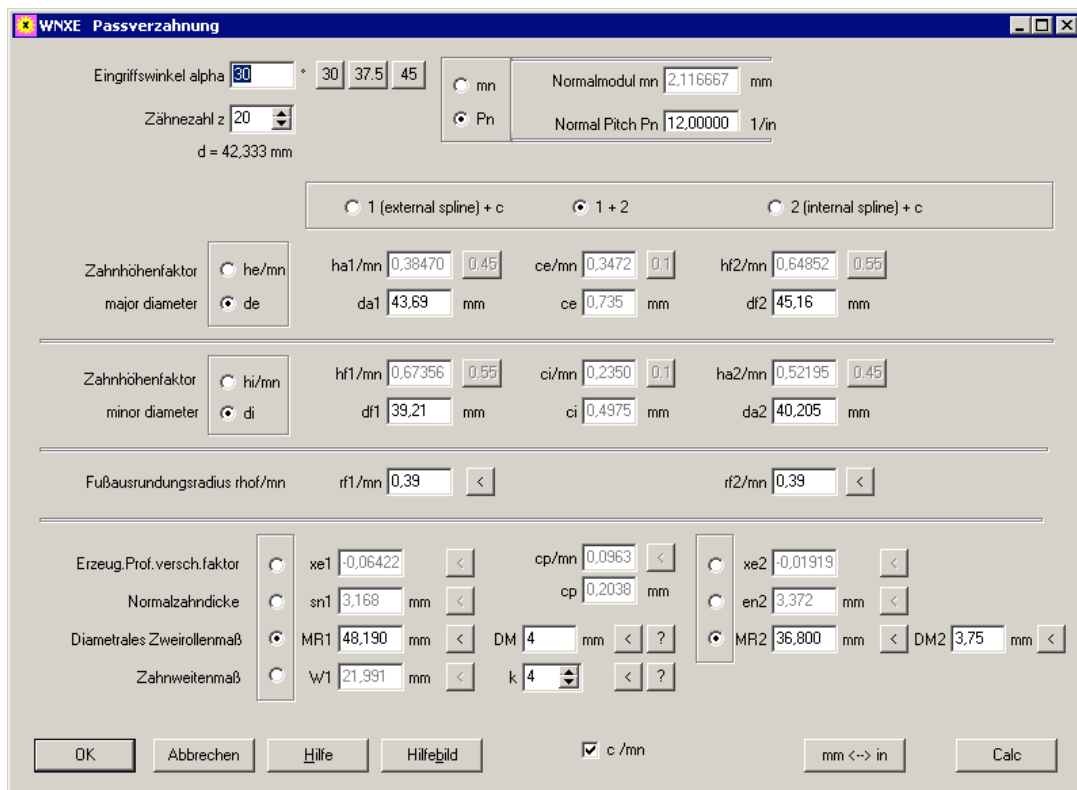 WNXE Passverzahnung
Eingriffswinkel alpha 30 ° 30 37.5 45
mn Normalmodul mn 2,116667 mm
Zähnezahl z 20
Pn Normal Pitch Pn 12,00000 1/in
d = 42,333 mm
1 (external spline) + c 1 + 2 2 (internal spline) + c
Zahnhöhenfaktor he/mn ha1/mn 0,38470 0.45 ce/mn 0,3472 0.1 hf2/mn 0,64852 0.55
major diameter de da1 43,69 mm ce 0,735 mm df2 45,16 mm
Zahnhöhenfaktor hi/mn hf1/mn 0,67356 0.55 ci/mn 0,2350 0.1 ha2/mn 0,52195 0.45
minor diameter di df1 39,21 mm ci 0,4975 mm da2 40,205 mm
Fußausrundungsradius rhof/mn rf1/mn 0,39 < rf2/mn 0,39 <
Erzeug.Prof.versch.faktor xe1 -0,06422 < cp/mn 0,0963 < xe2 -0,01919 <
Normalzahndicke sn1 3,168 mm < cp 0,2038 mm en2 3,372 mm <
Diametrales Zweirollenmaß MR1 48,190 mm < DM 4 mm < ? MR2 36,800 mm < DM2 3,75 mm <
Zahnweitenmaß W1 21,991 mm < k 4 < ?
OK Abbrechen Hilfe Hilfebild c /mn mm <--> in Calc